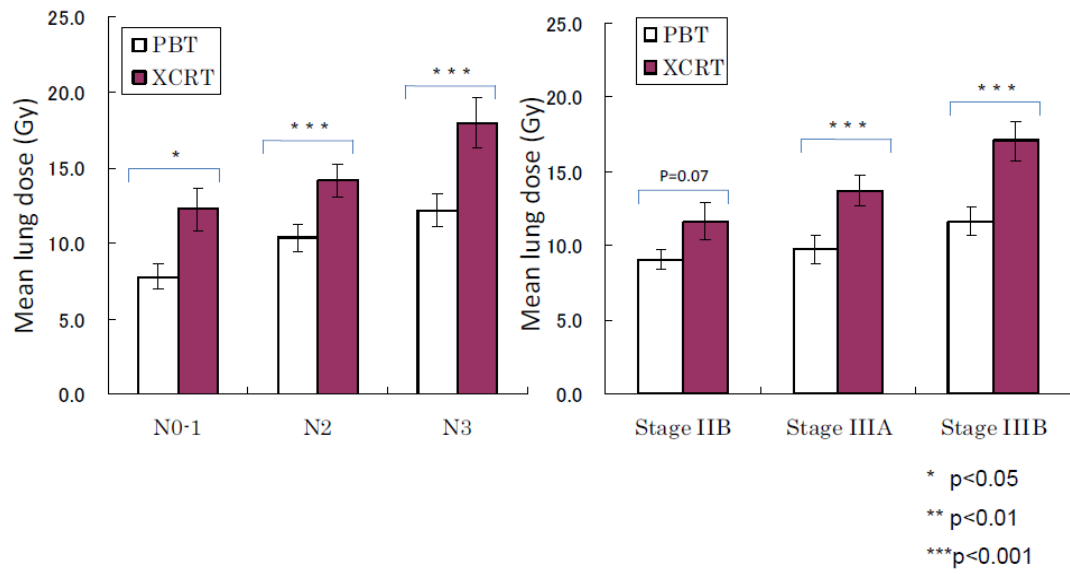 Mean lung dose (Gy)
25.0
20.0
15.0
10.0
5.0
0.0
PBT
XCRT
*
* * *
* * *
N0-1
N2
N3
Mean lung dose (Gy)
25.0
20.0
15.0
10.0
5.0
0.0
PBT
XCRT
P=0.07
* * *
* * *
Stage IIB
Stage IIIA
Stage IIIB
* p<0.05
** p<0.01
***p<0.001